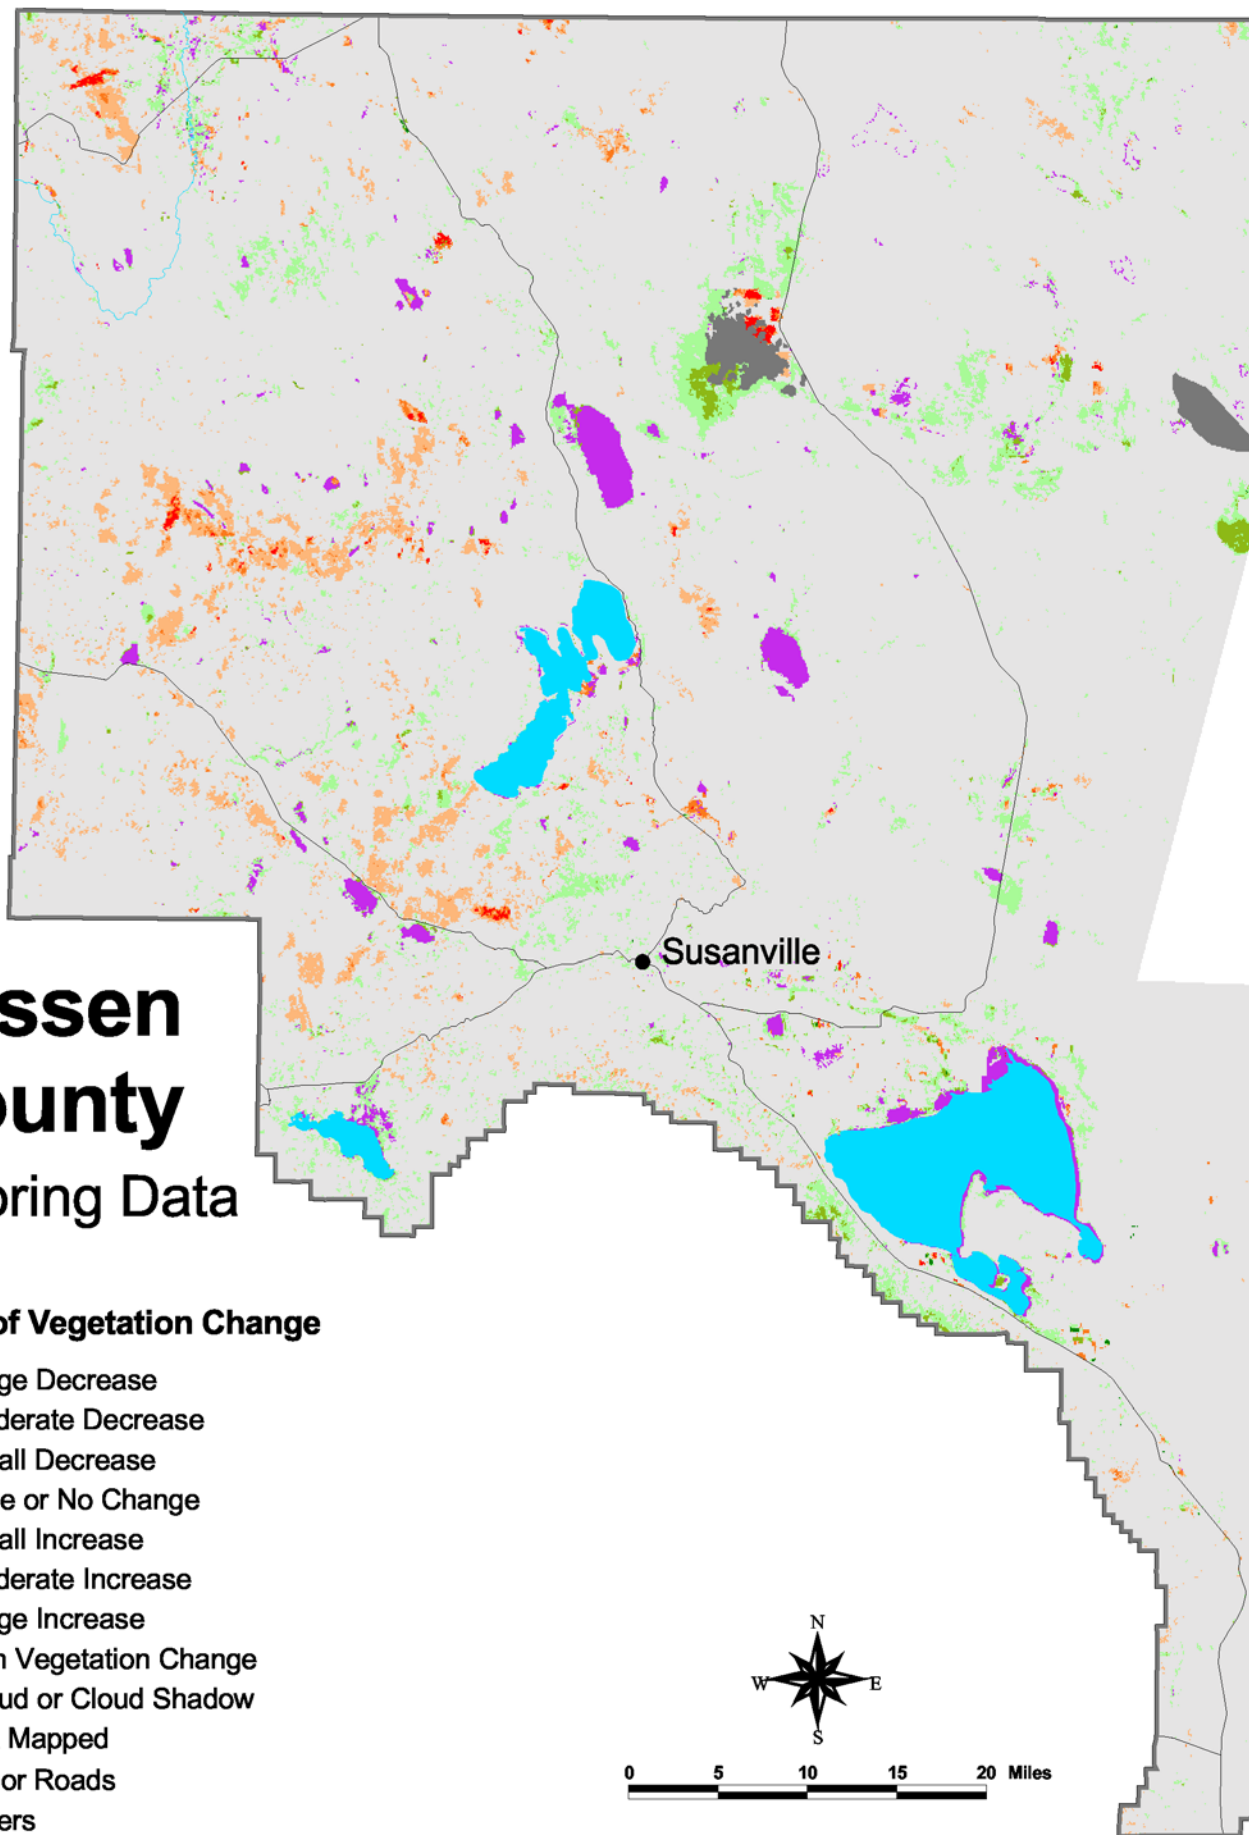 Susanville
ssen
ounty
oring Data
of Vegetation Change
ge Decrease
derate Decrease
all Decrease
e or No Change
all Increase
derate Increase
ge Increase
n Vegetation Change
ud or Cloud Shadow
Mapped
or Roads
ers
N
W E
S
0 5 10 15 20 Miles